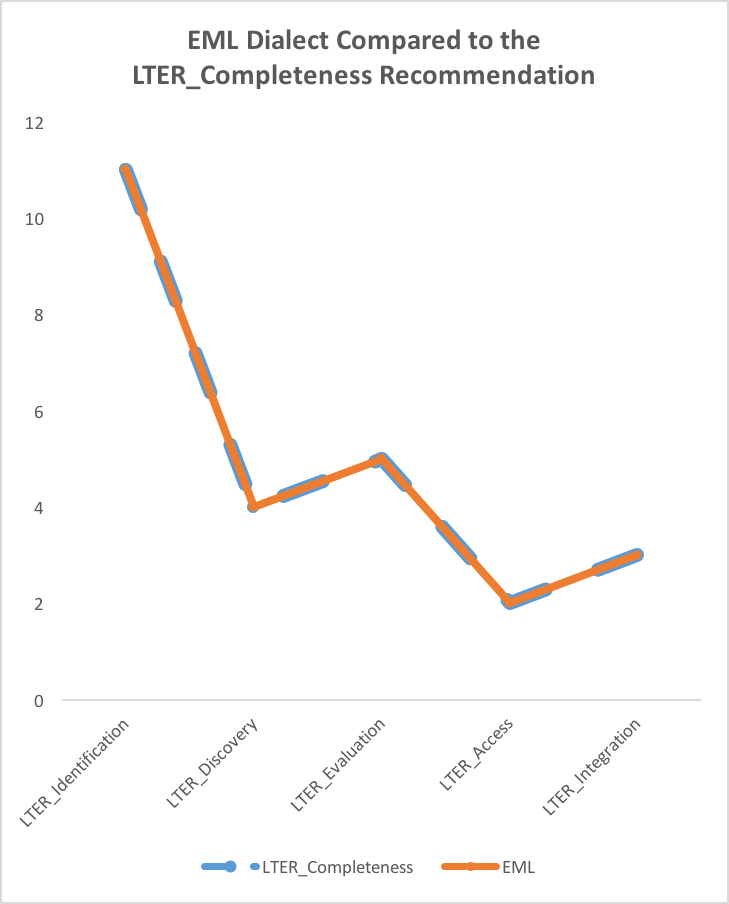 EML Dialect Compared to the
LTER_Completeness Recommendation
12
10
8
6
4
2
0
LTER_Identification
LTER_Discovery
LTER_Evaluation
LTER_Access
LTER_Integration
LTER_Completeness
EML